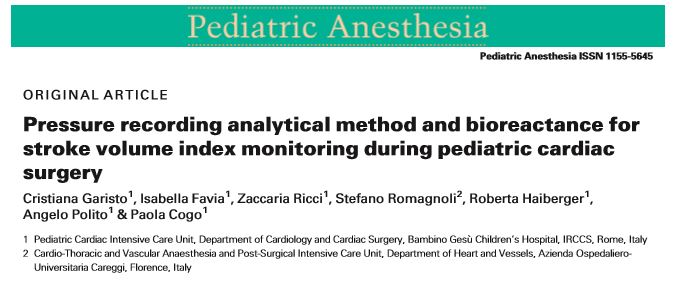 Pediatric Anesthesia
Pediatric Anesthesia ISSN 1155-5645
ORIGINAL ARTICLE
Pressure recording analytical method and bioreactance for
stroke volume index monitoring during pediatric cardiac
surgery
Cristiana Garisto1, Isabella Favia1, Zaccaria Ricci1, Stefano Romagnoli2, Roberta Haiberger1,
Angelo Polito1 & Paola Cogo1
1 Pediatric Cardiac Intensive Care Unit, Department of Cardiology and Cardiac Surgery, Bambino Gesù Children's Hospital, IRCCS, Rome, Italy
2 Cardio-Thoracic and Vascular Anaesthesia and Post-Surgical Intensive Care Unit, Department of Heart and Vessels, Azienda Ospedaliero-
Universitaria Careggi, Florence, Italy